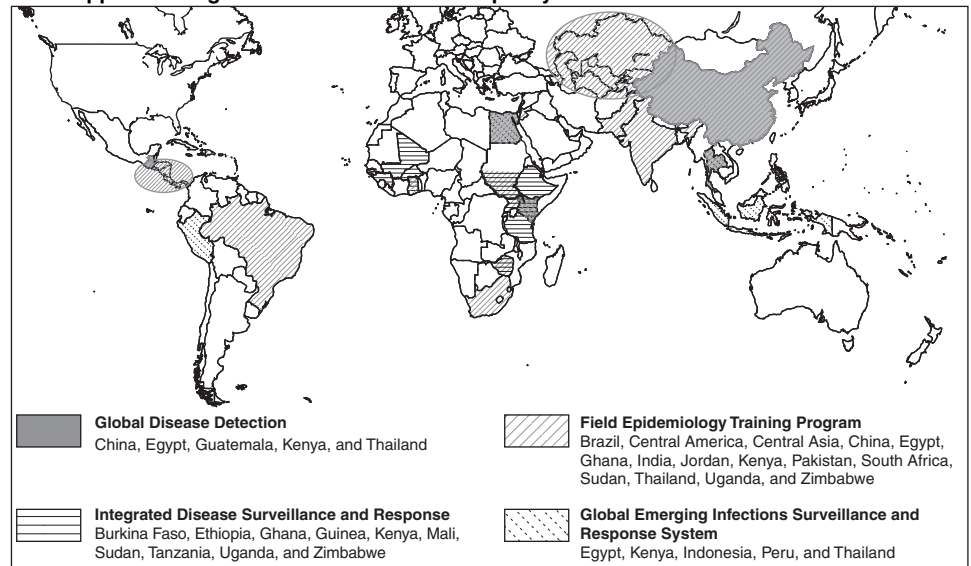 Global Disease Detection
China, Egypt, Guatemala, Kenya, and Thailand
Field Epidemiology Training Program
Brazil, Central America, Central Asia, China, Egypt,
Ghana, India, Jordan, Kenya, Pakistan, South Africa,
Sudan, Thailand, Uganda, and Zimbabwe
Integrated Disease Surveillance and Response
Burkina Faso, Ethiopia, Ghana, Guinea, Kenya, Mali,
Sudan, Tanzania, Uganda, and Zimbabwe
Global Emerging Infections Surveillance and
Response System
Egypt, Kenya, Indonesia, Peru, and Thailand